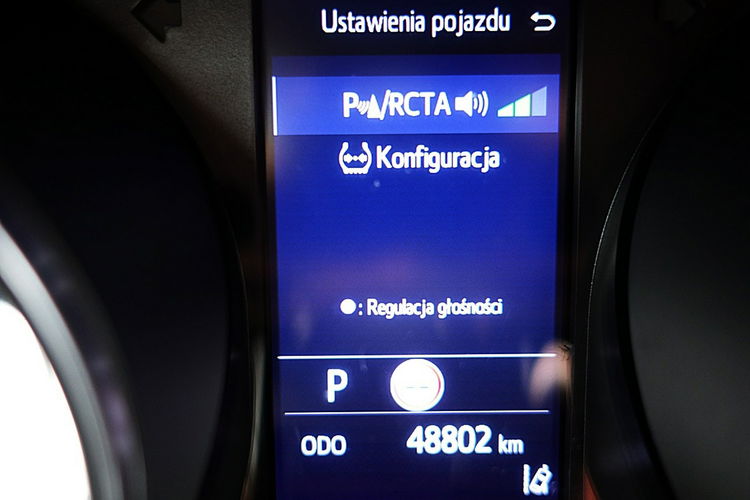 Ustawienia pojazdu
P/RCTA
Konfiguracja
: Regulacja głośności
P
--
ODO 48802 km